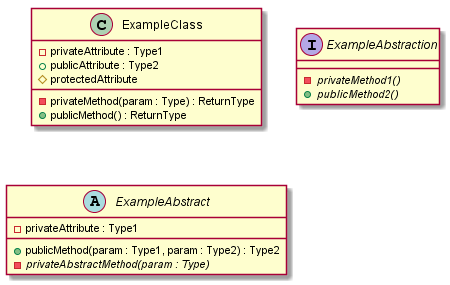 C ExampleClass
privateAttribute : Type1
publicAttribute : Type2
protectedAttribute
privateMethod(param : Type) : ReturnType
publicMethod() : ReturnType
I ExampleAbstraction
privateMethod1()
publicMethod2()
A ExampleAbstract
privateAttribute : Type1
publicMethod(param : Type1, param : Type2) : Type2
privateAbstractMethod(param : Type)